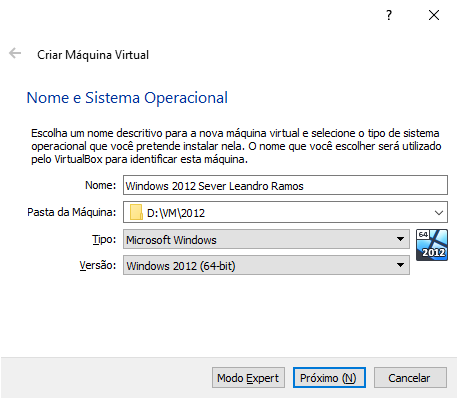 ?
Criar Máquina Virtual
Nome e Sistema Operacional
Escolha um nome descritivo para a nova máquina virtual e selecione o tipo de sistema
operacional que você pretende instalar nela. O nome que você escolher será utilizado
pelo VirtualBox para identificar esta máquina.
Nome: Windows 2012 Sever Leandro Ramos
Pasta da Máquina: D:\VM\2012
Tipo: Microsoft Windows
64
2012
Versão: Windows 2012 (64-bit)
Modo Expert Próximo (N) Cancelar